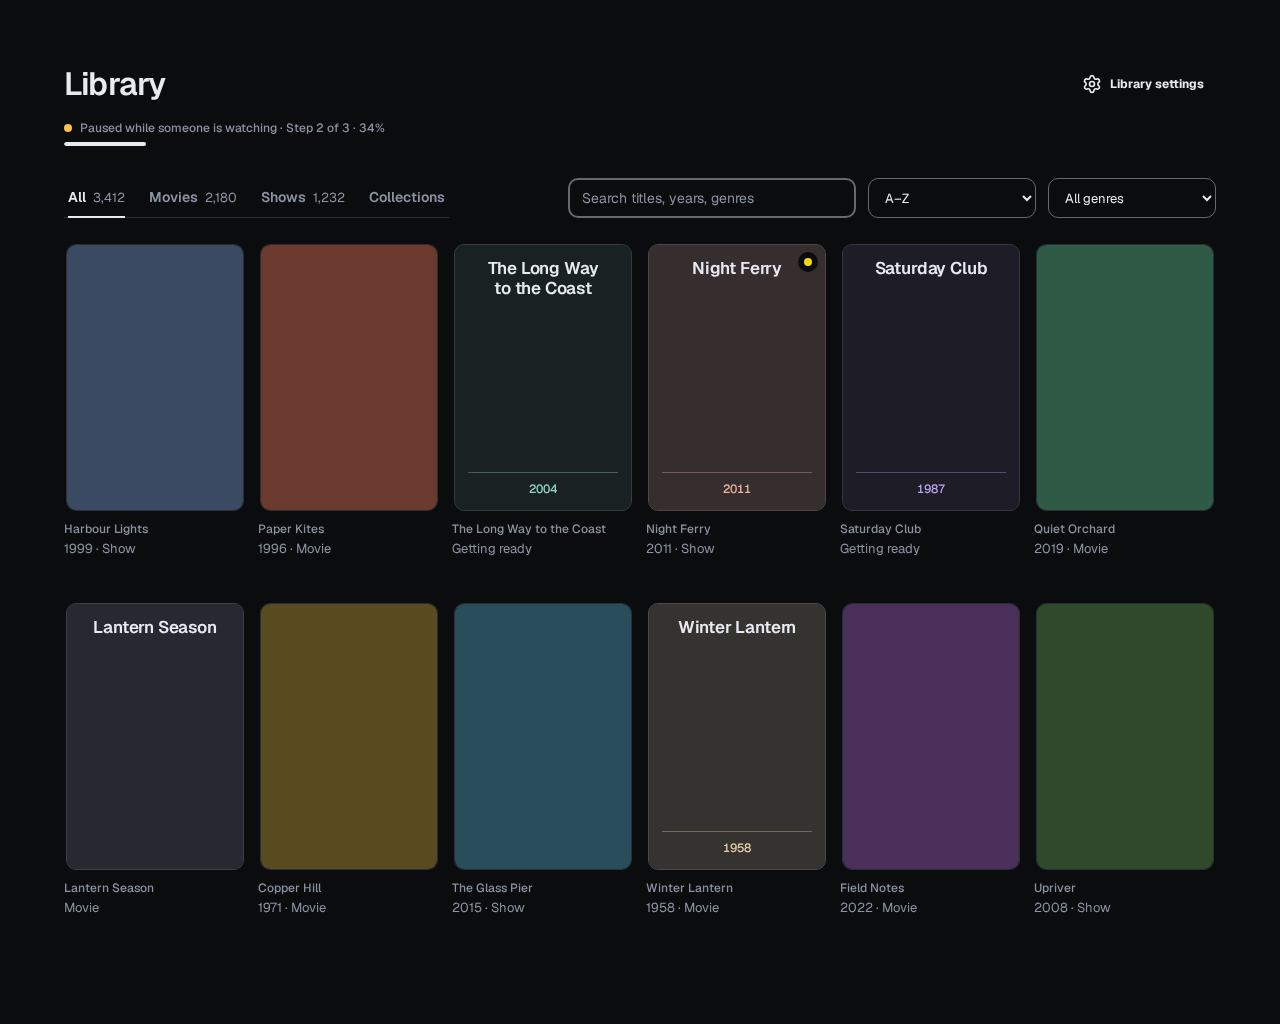 Library
Library settings
Paused while someone is watching · Step 2 of 3 · 34%
All 3,412 Movies 2,180 Shows 1,232 Collections
Search titles, years, genres
A–Z
All genres
The Long Way
to the Coast
2004
Night Ferry
2011
Saturday Club
1987
Harbour Lights
1999 · Show
Paper Kites
1996 · Movie
The Long Way to the Coast
Getting ready
Night Ferry
2011 · Show
Saturday Club
Getting ready
Quiet Orchard
2019 · Movie
Lantern Season
Winter Lantern
1958
Lantern Season
Movie
Copper Hill
1971 · Movie
The Glass Pier
2015 · Show
Winter Lantern
1958 · Movie
Field Notes
2022 · Movie
Upriver
2008 · Show